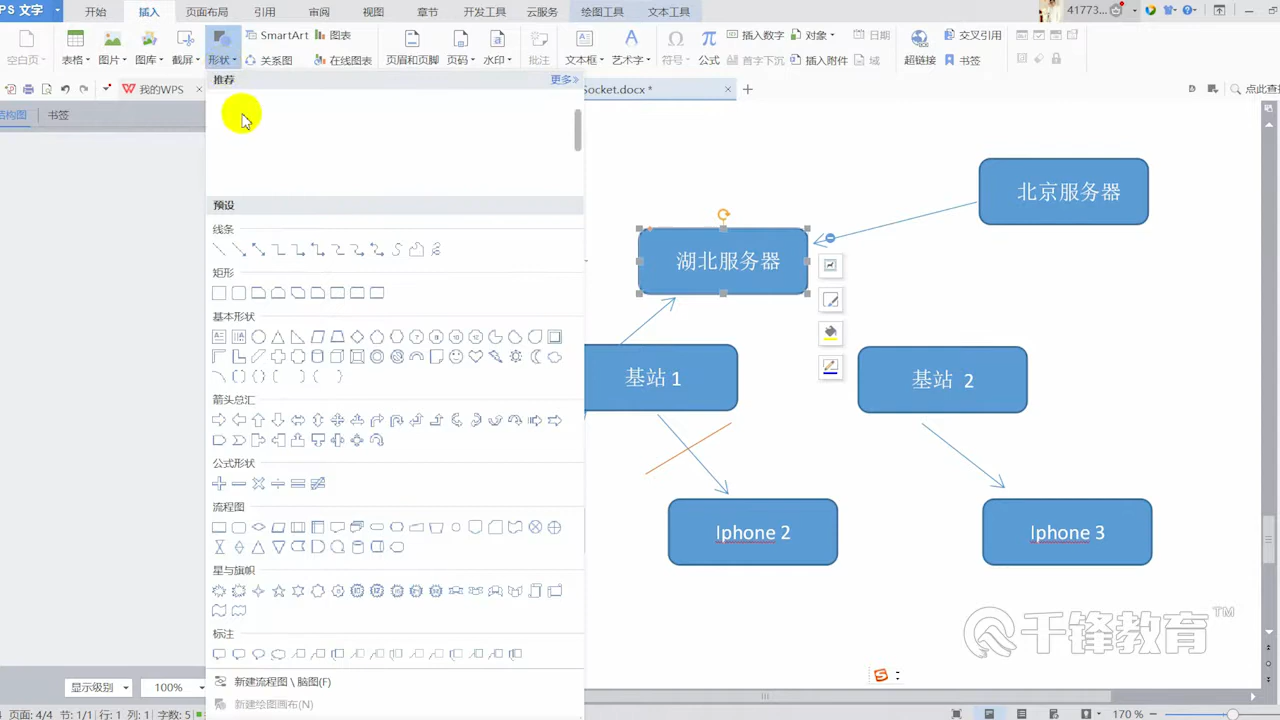 PS 文字
开始
插入
页面布局
引用
审阅
视图
章节
开发工具
云服务
绘图工具
文本工具
41773...
空白页
表格
图片
图库
截屏
形状
SmartArt
图表
关系图
在线图表
页眉和页脚
页码
水印
批注
文本框
艺术字
符号
公式
插入数字
首字下沉
对象
插入附件
日期
域
超链接
交叉引用
书签
我的WPS
Socket.docx *
点此查找
结构图
书签
推荐
更多
预设
线条
矩形
基本形状
箭头总汇
公式形状
流程图
星与旗帜
标注
新建流程图 \ 脑图(F)
新建绘图画布(N)
北京服务器
湖北服务器
基站 1
基站 2
Iphone 2
Iphone 3
千锋教育 TM
显示级别
100%
页面: 4/4
节: 1/1
行: 1
列: 1
字数: 5
170 %